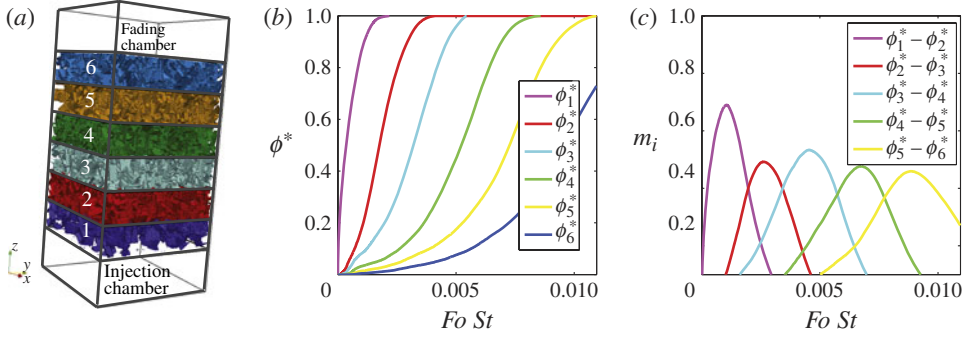 (a)
Fading
chamber
6
5
4
3
2
1
Injection
chamber
z
y
x
(b)
1.0
0.8
0.6
ϕ*
0.4
0.2
0
0.005
0.010
Fo St
ϕ₁*
ϕ₂*
ϕ₃*
ϕ₄*
ϕ₅*
ϕ₆*
(c)
1.0
0.8
0.6
mᵢ
0.4
0.2
0
0.005
0.010
Fo St
ϕ₁* – ϕ₂*
ϕ₂* – ϕ₃*
ϕ₃* – ϕ₄*
ϕ₄* – ϕ₅*
ϕ₅* – ϕ₆*